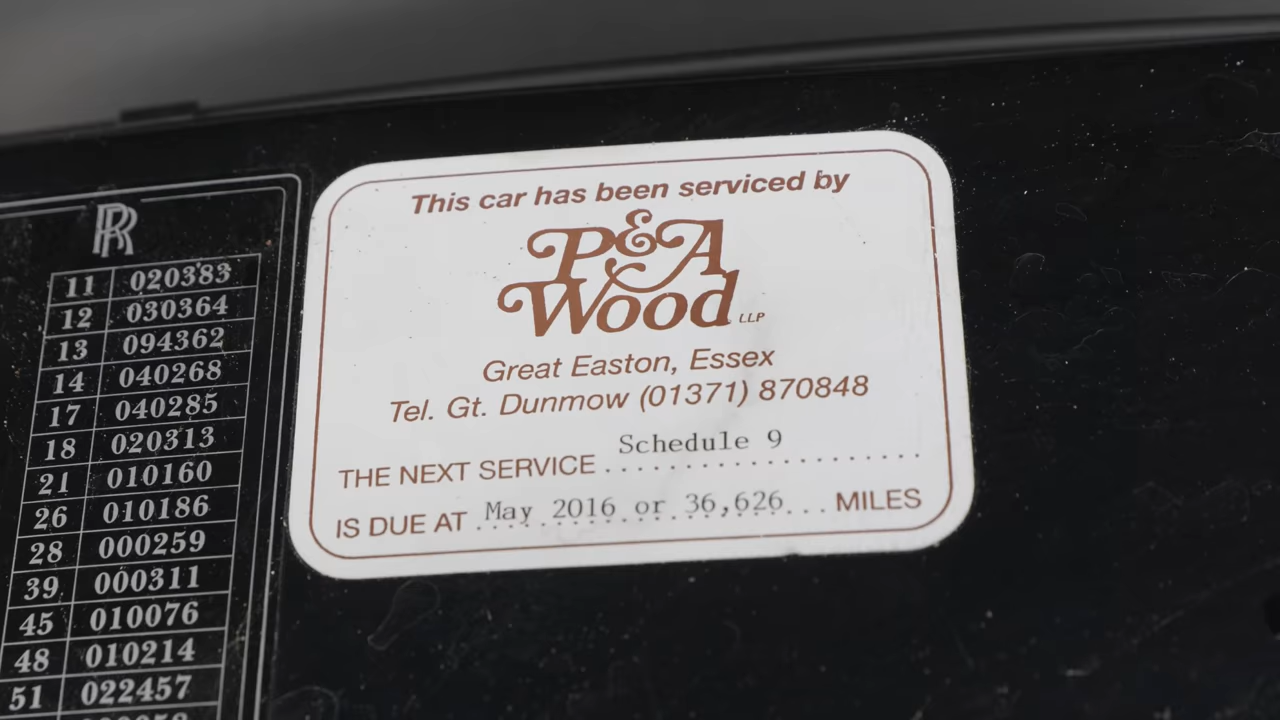 RR
11 020383
12 030364
13 094362
14 040268
17 040285
18 020313
21 010160
26 010186
28 000259
39 000311
45 010076
48 010214
51 022457
This car has been serviced by
P&A
Wood LLP
Great Easton, Essex
Tel. Gt. Dunmow (01371) 870848
THE NEXT SERVICE Schedule 9
IS DUE AT May 2016 or 36,626 MILES